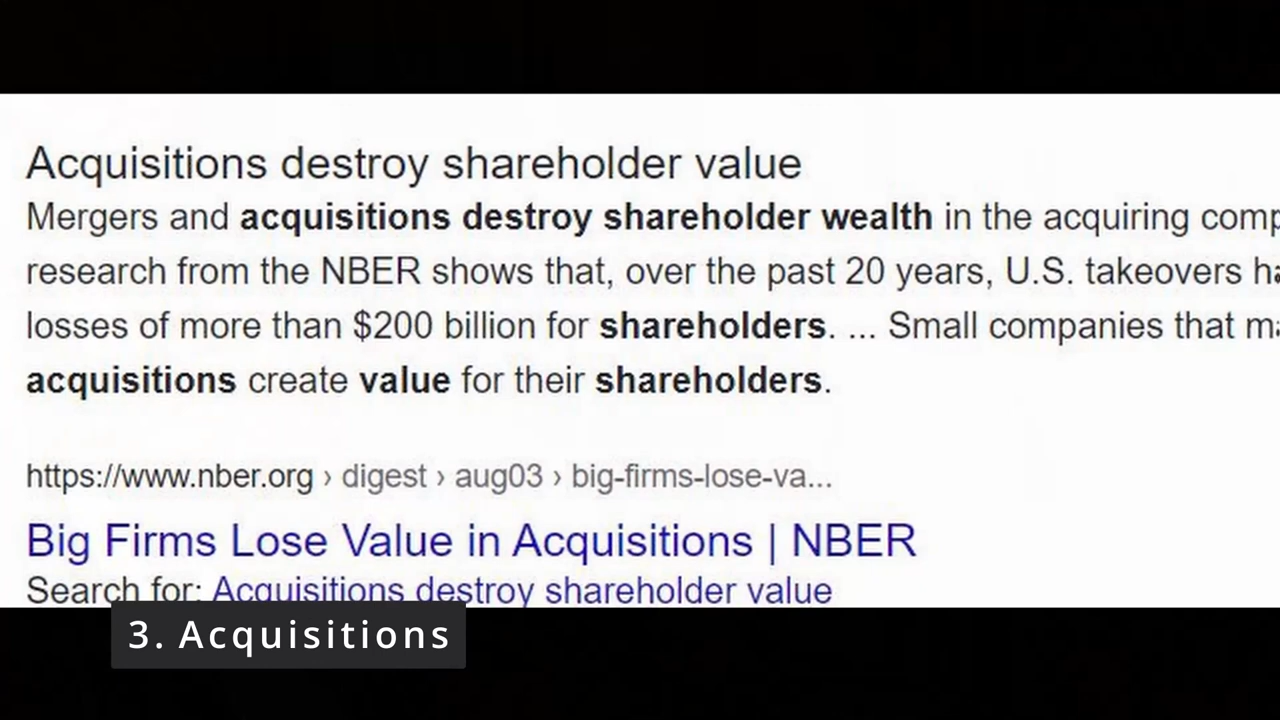 Acquisitions destroy shareholder value
Mergers and acquisitions destroy shareholder wealth in the acquiring
research from the NBER shows that, over the past 20 years, U.S. takeovers
losses of more than $200 billion for shareholders. ... Small companies that
acquisitions create value for their shareholders.
https://www.nber.org › digest › aug03 › big-firms-lose-va...
Big Firms Lose Value in Acquisitions | NBER
Search for: Acquisitions destroy shareholder value
3. Acquisitions